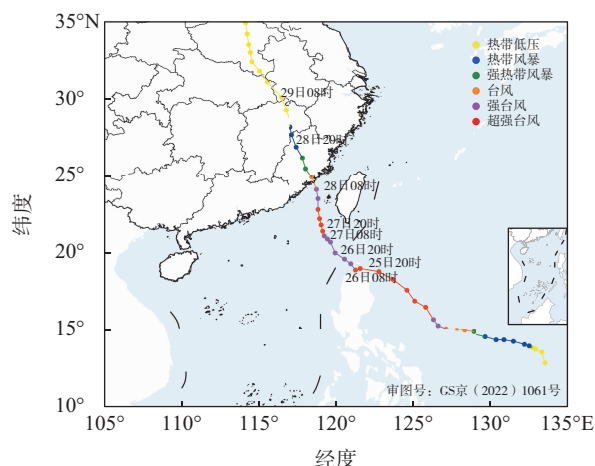 35°N
30°
25°
20°
15°
10°
105°
110°
115°
120°
125°
130°
135°E
纬度
经度
热带低压
热带风暴
强热带风暴
台风
强台风
超强台风
29日08时
28日20时
28日08时
27日20时
27日08时
26日20时
25日20时
26日08时
审图号：GS京（2022）1061号